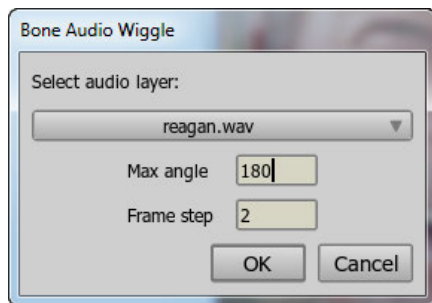 Bone Audio Wiggle
Select audio layer:
reagan.wav
Max angle 180
Frame step 2
OK Cancel